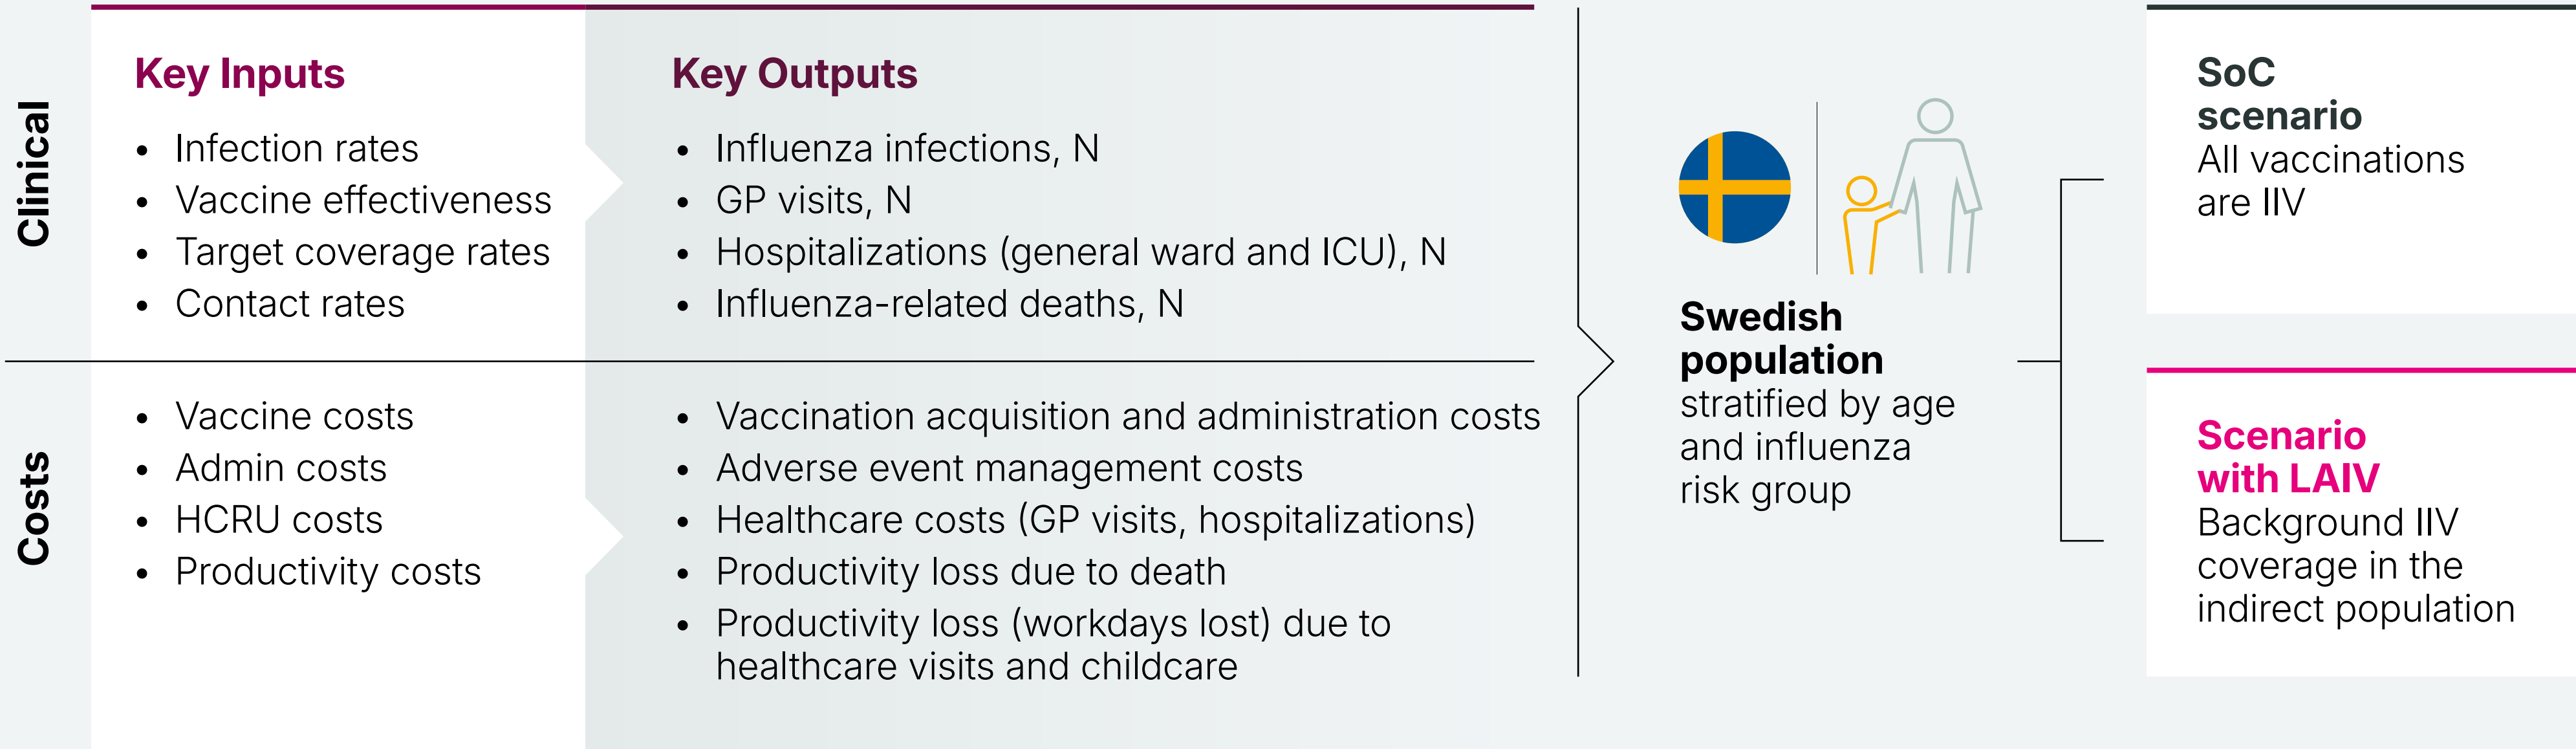 Clinical
Key Inputs
• Infection rates
• Vaccine effectiveness
• Target coverage rates
• Contact rates
Key Outputs
• Influenza infections, N
• GP visits, N
• Hospitalizations (general ward and ICU), N
• Influenza-related deaths, N
Costs
• Vaccine costs
• Admin costs
• HCRU costs
• Productivity costs
• Vaccination acquisition and administration costs
• Adverse event management costs
• Healthcare costs (GP visits, hospitalizations)
• Productivity loss due to death
• Productivity loss (workdays lost) due to
healthcare visits and childcare
Swedish
population
stratified by age
and influenza
risk group
SoC
scenario
All vaccinations
are IIV
Scenario
with LAIV
Background IIV
coverage in the
indirect population